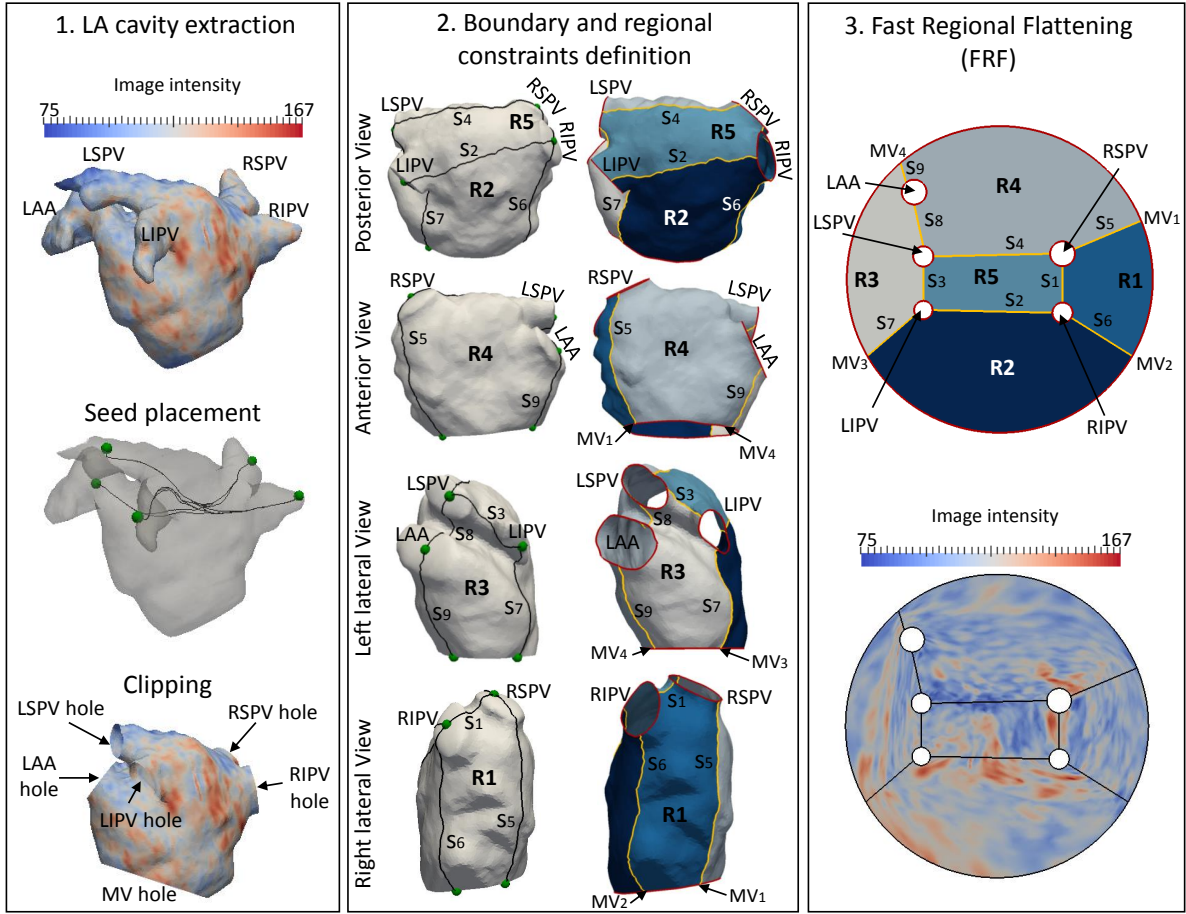 1. LA cavity extraction
Image intensity
75
167
LSPV
RSPV
LAA
RIPV
LIPV
Seed placement
Clipping
LSPV hole
RSPV hole
LAA
hole
RIPV
hole
LIPV hole
MV hole
2. Boundary and regional
constraints definition
Posterior View
LSPV
RSPV
RIPV
S4
R5
S2
LIPV
R2
S7
S6
LSPV
RSPV
S4
R5
S2
LIPV
RIPV
R2
S7
S6
Anterior View
RSPV
LSPV
S5
R4
LAA
S9
RSPV
LSPV
S5
R4
LAA
S9
MV1
MV4
Left lateral View
LSPV
S3
LAA
S8
LIPV
R3
S9
S7
LSPV
S3
LIPV
S8
LAA
R3
S9
S7
MV4
MV3
Right lateral View
RSPV
RIPV
S1
R1
S5
S6
RIPV
S1
RSPV
S6
S5
R1
MV2
MV1
3. Fast Regional Flattening
(FRF)
MV4
S9
RSPV
LAA
R4
LSPV
S8
S5
MV1
S4
R3
S3
R5
S1
R1
S2
S7
S6
MV3
R2
MV2
LIPV
RIPV
Image intensity
75
167